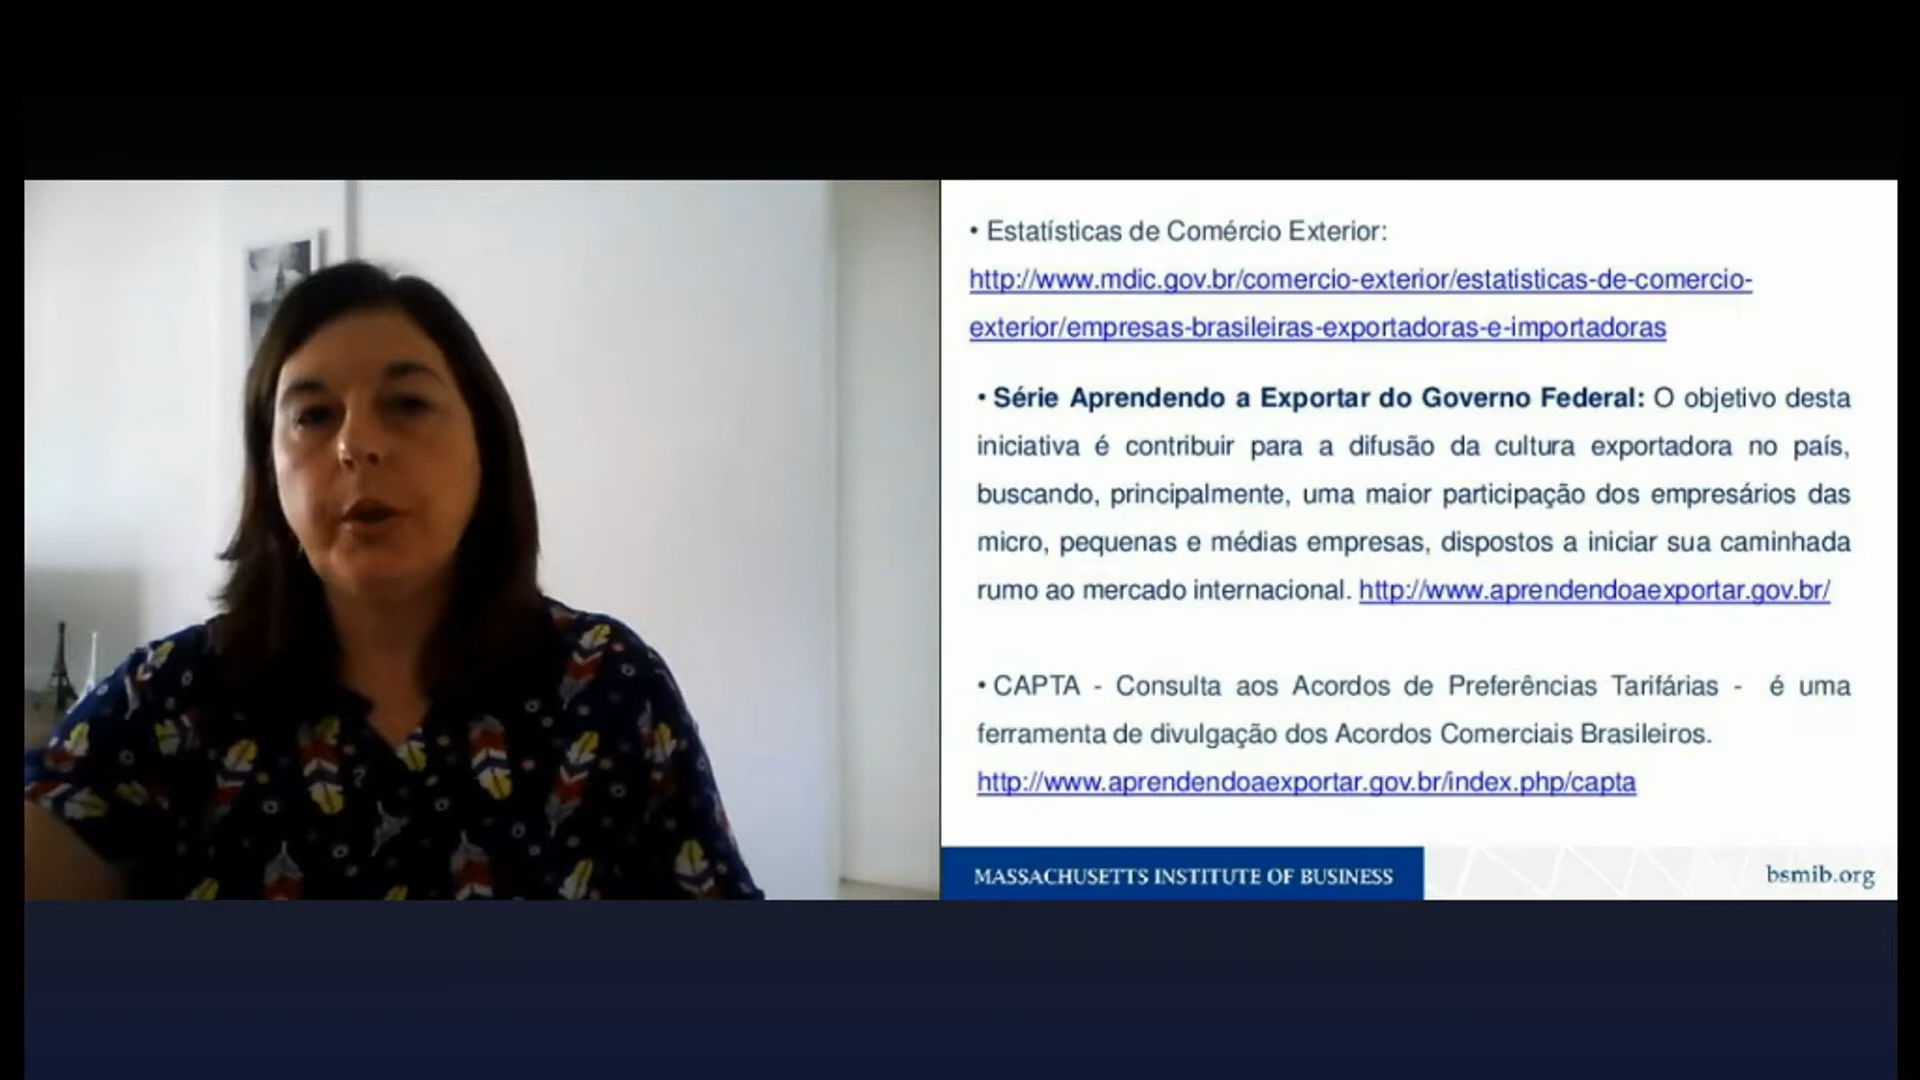 • Estatísticas de Comércio Exterior:
http://www.mdic.gov.br/comercio-exterior/estatisticas-de-comercio-
exterior/empresas-brasileiras-exportadoras-e-importadoras
• Série Aprendendo a Exportar do Governo Federal: O objetivo desta
iniciativa é contribuir para a difusão da cultura exportadora no país,
buscando, principalmente, uma maior participação dos empresários das
micro, pequenas e médias empresas, dispostos a iniciar sua caminhada
rumo ao mercado internacional. http://www.aprendendoaexportar.gov.br/
• CAPTA - Consulta aos Acordos de Preferências Tarifárias - é uma
ferramenta de divulgação dos Acordos Comerciais Brasileiros.
http://www.aprendendoaexportar.gov.br/index.php/capta
MASSACHUSETTS INSTITUTE OF BUSINESS
bsmib.org